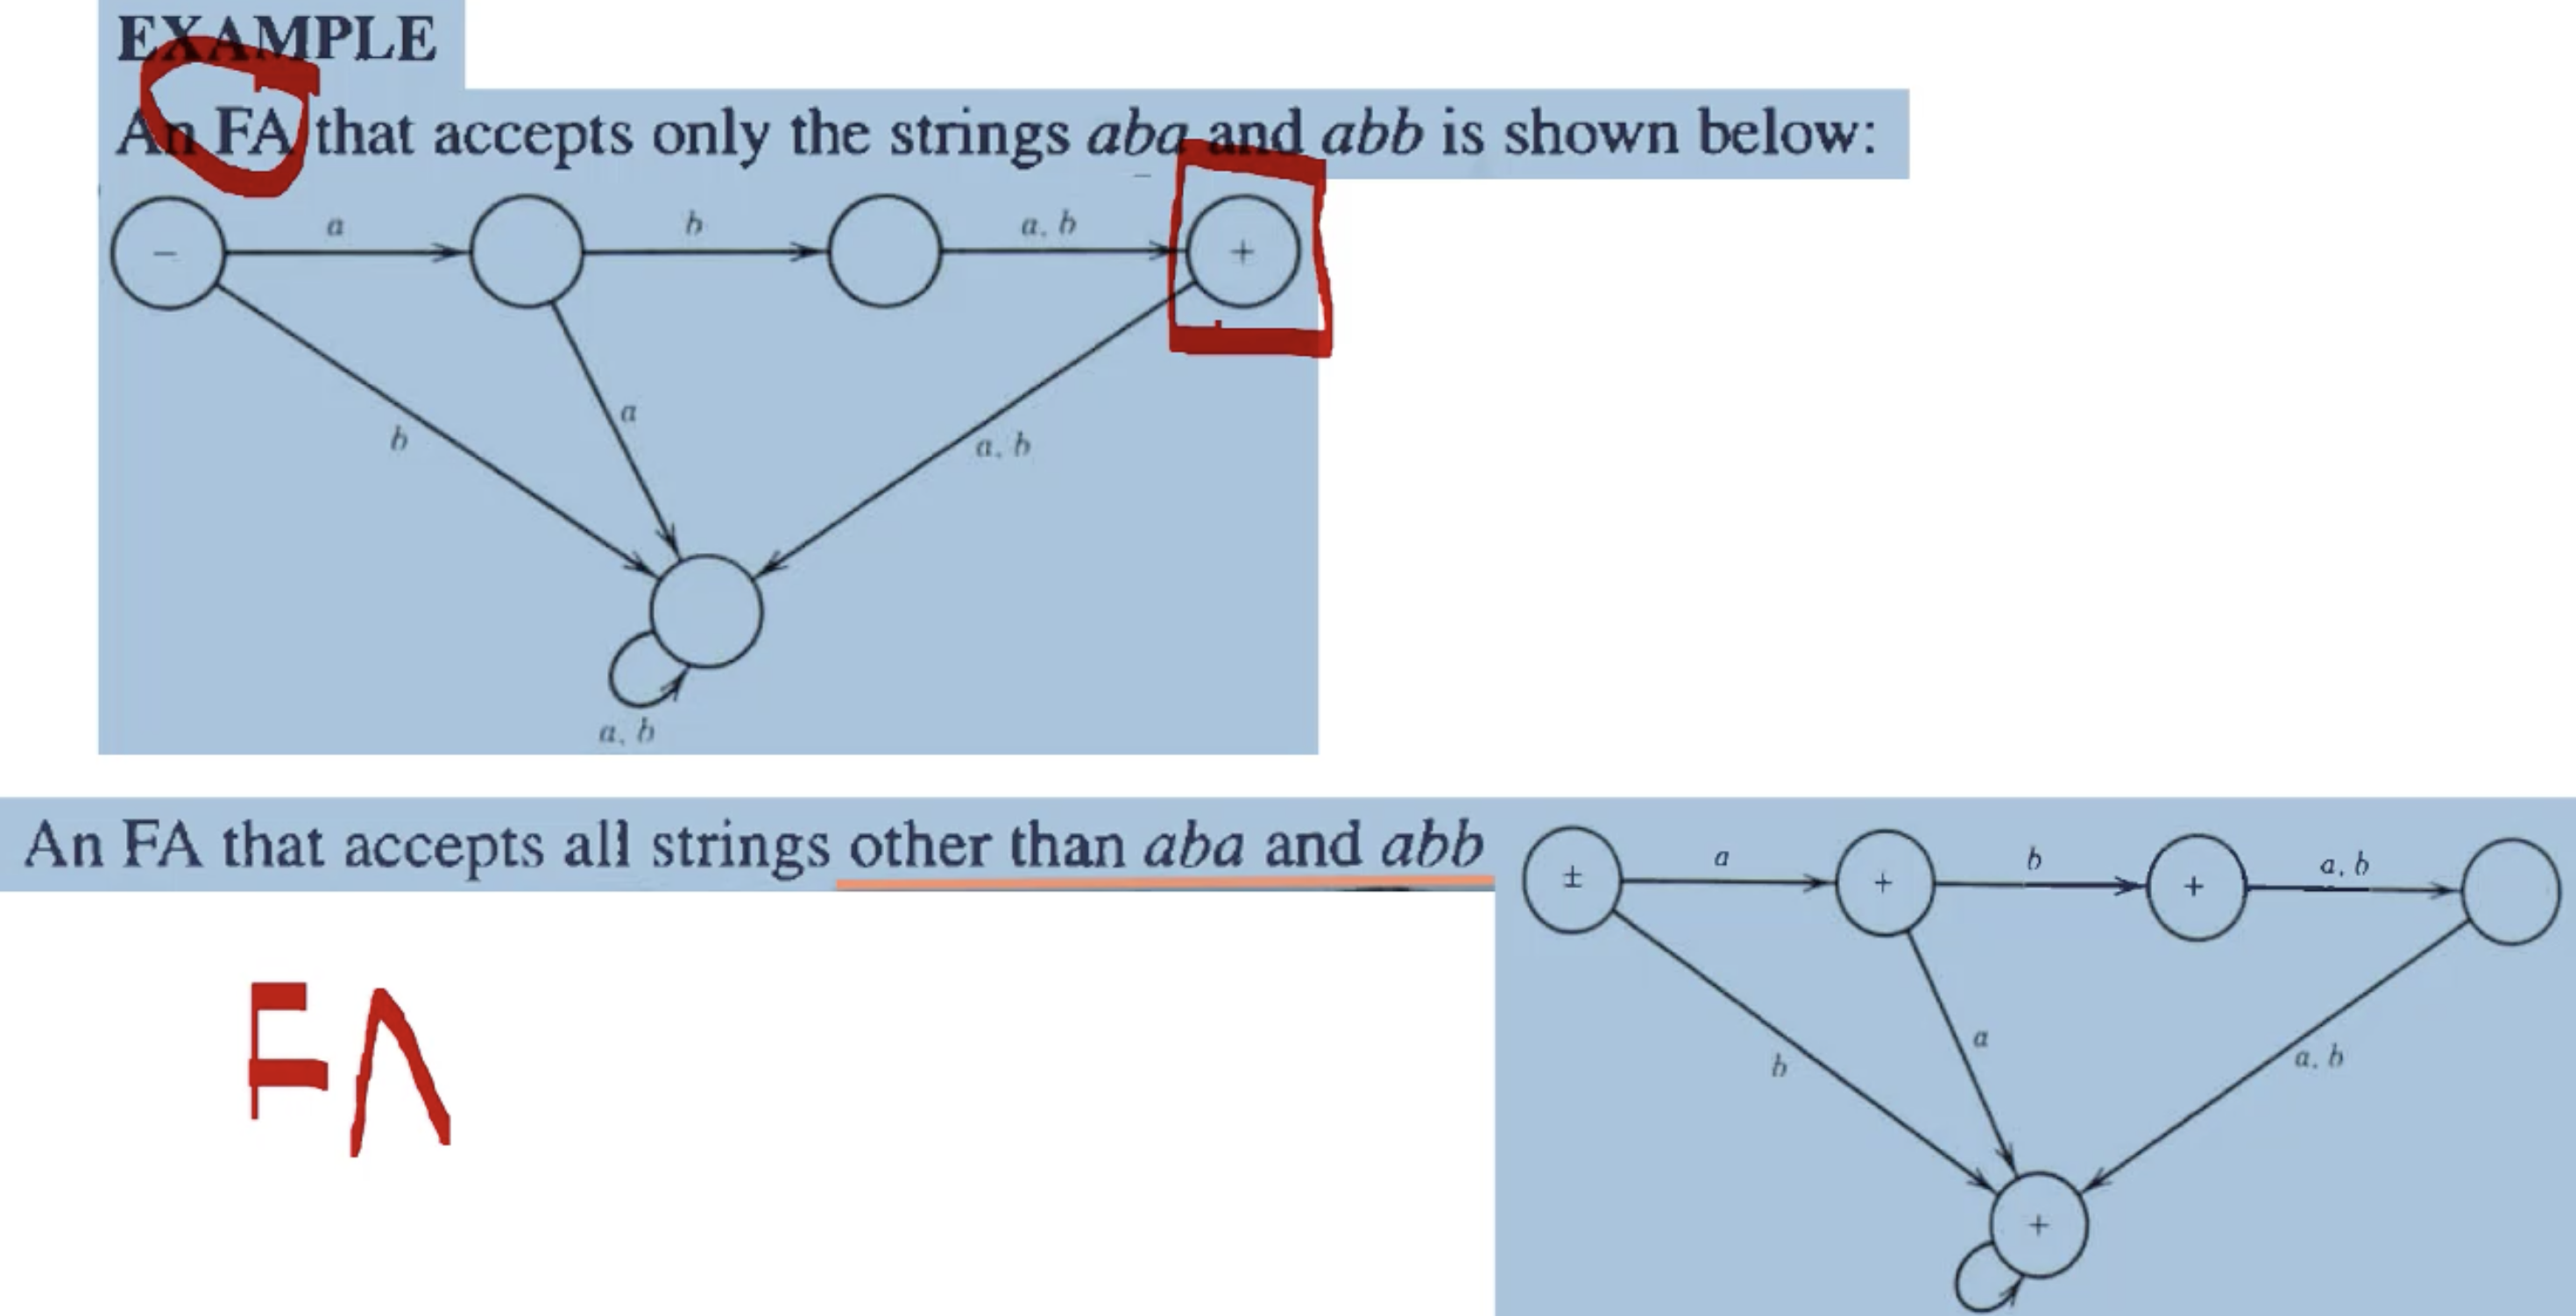 EXAMPLE
An FA that accepts only the strings aba and abb is shown below:
a b a, b
− +
b a a, b
a, b
An FA that accepts all strings other than aba and abb
a b a, b
± + +
b a a, b
+
FA